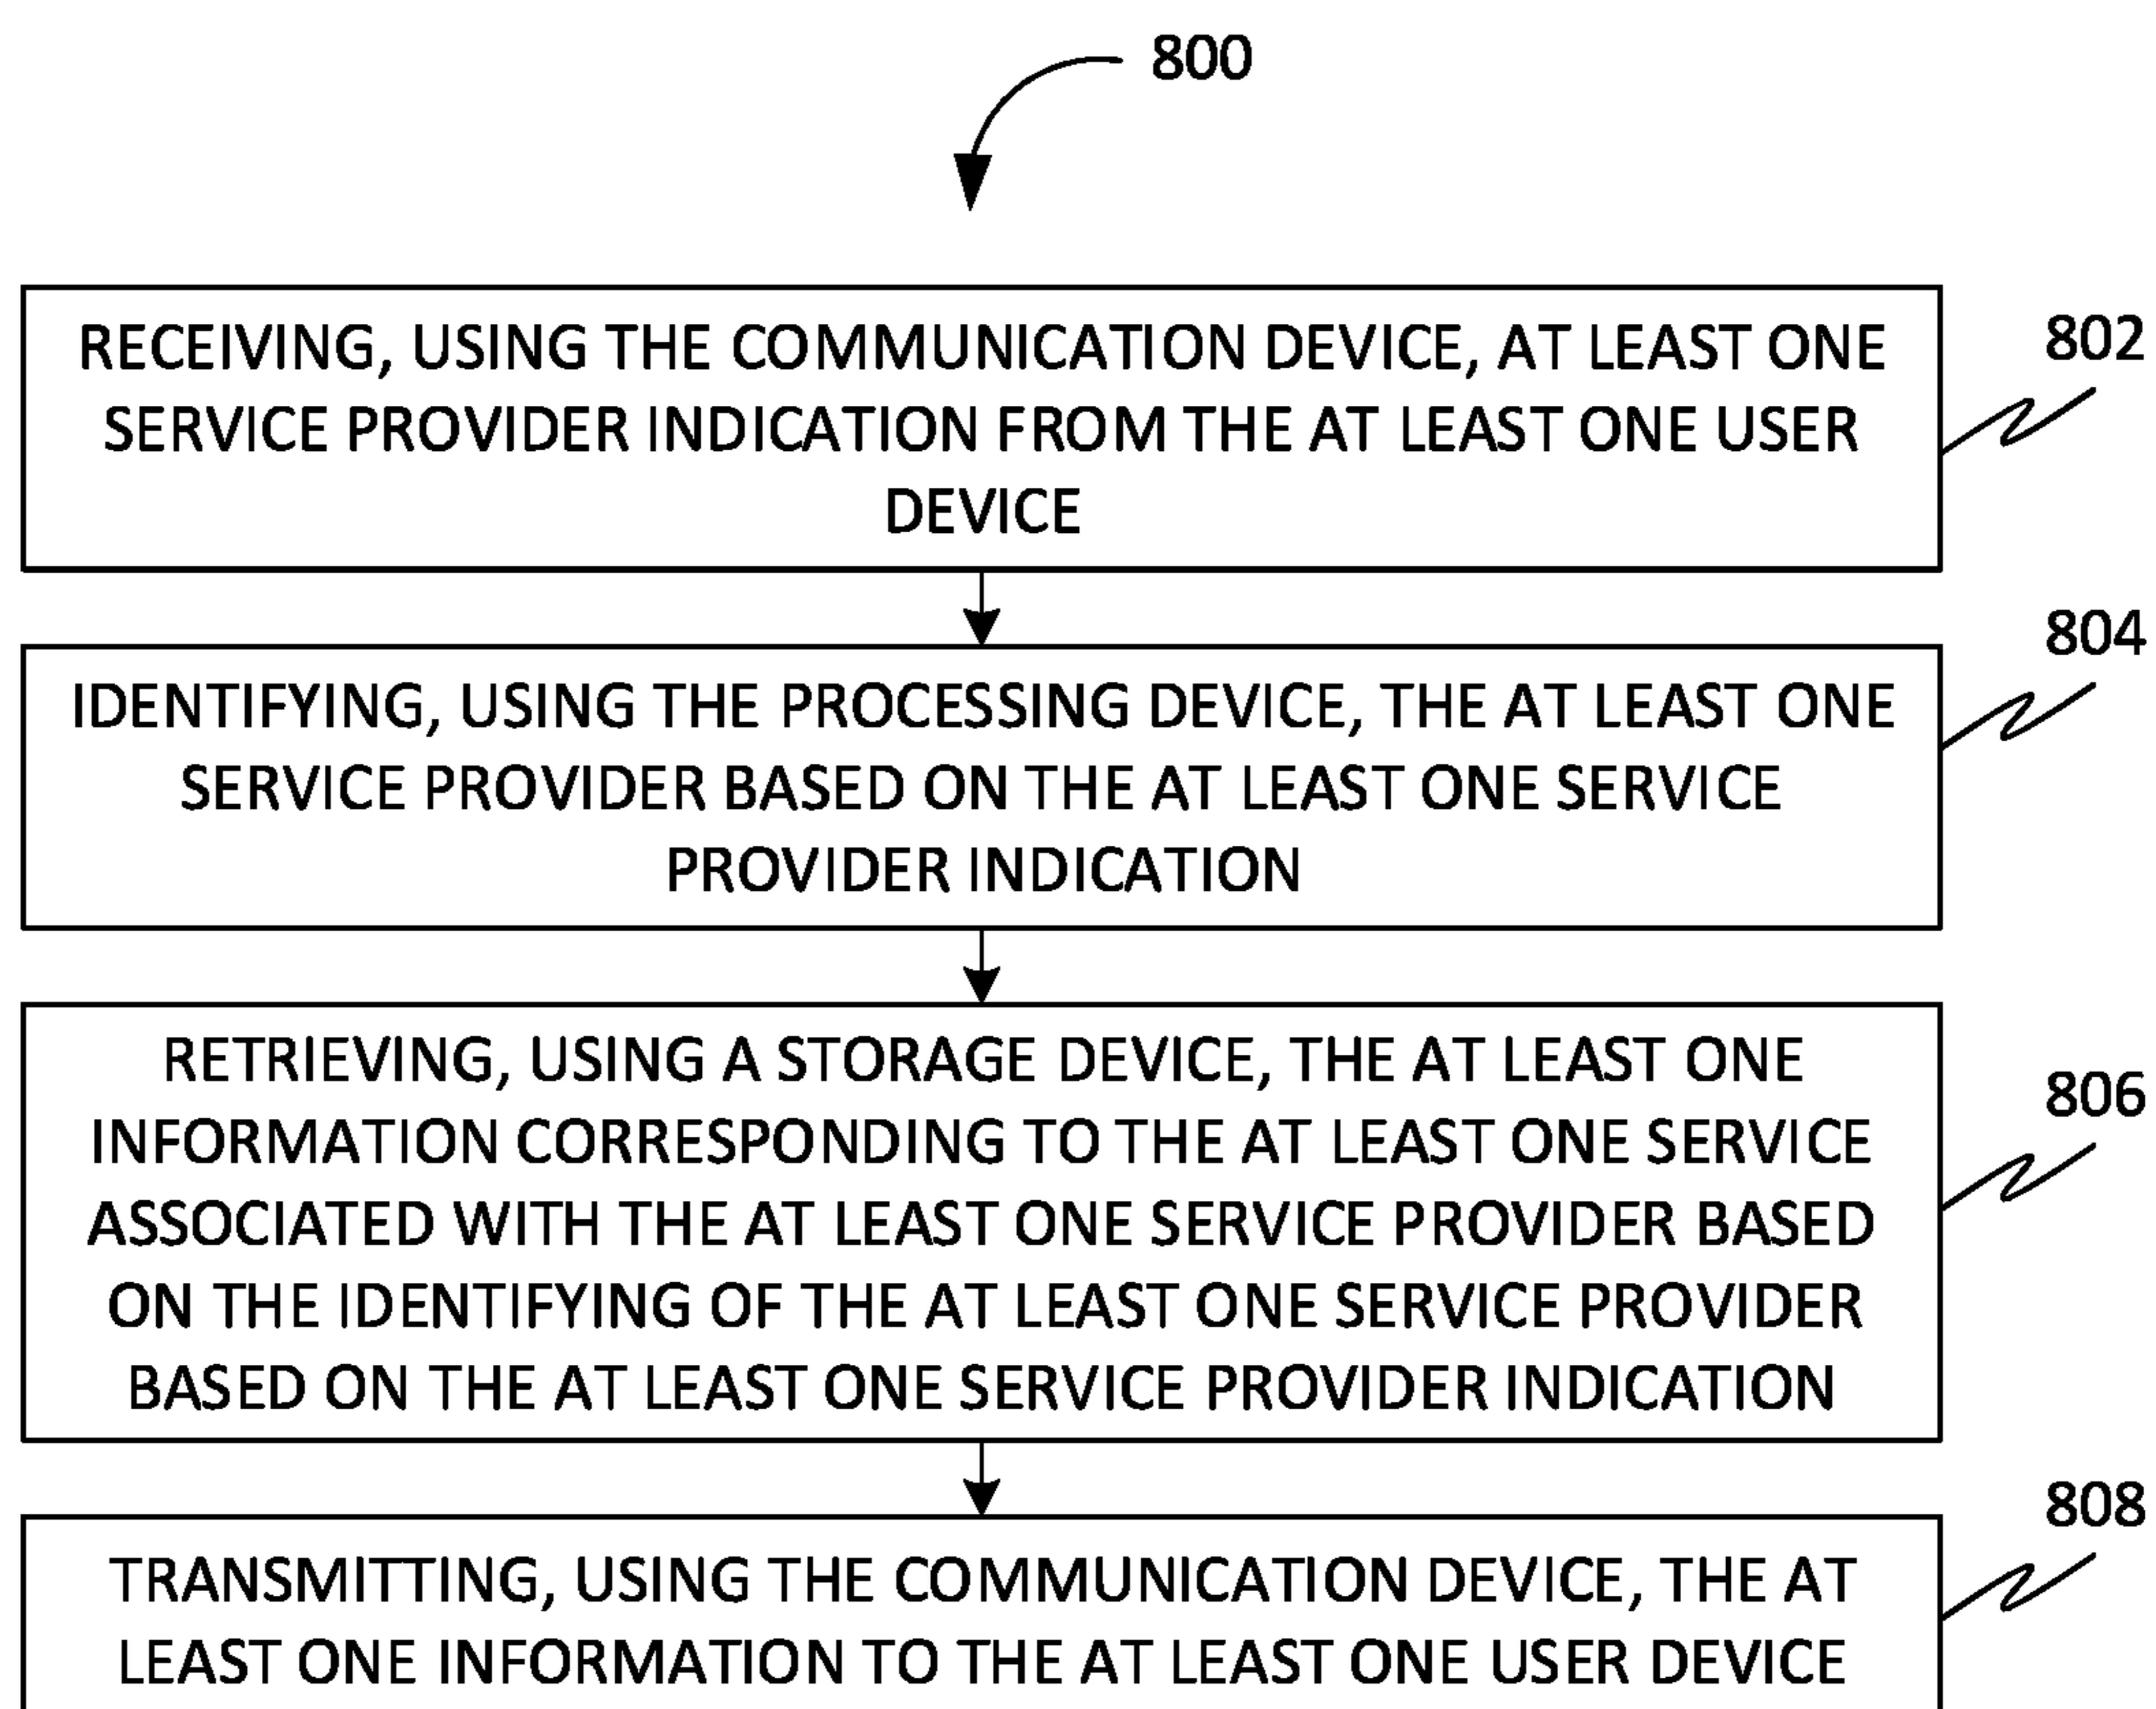 800
RECEIVING, USING THE COMMUNICATION DEVICE, AT LEAST ONE
SERVICE PROVIDER INDICATION FROM THE AT LEAST ONE USER
DEVICE
802
IDENTIFYING, USING THE PROCESSING DEVICE, THE AT LEAST ONE
SERVICE PROVIDER BASED ON THE AT LEAST ONE SERVICE
PROVIDER INDICATION
804
RETRIEVING, USING A STORAGE DEVICE, THE AT LEAST ONE
INFORMATION CORRESPONDING TO THE AT LEAST ONE SERVICE
ASSOCIATED WITH THE AT LEAST ONE SERVICE PROVIDER BASED
ON THE IDENTIFYING OF THE AT LEAST ONE SERVICE PROVIDER
BASED ON THE AT LEAST ONE SERVICE PROVIDER INDICATION
806
TRANSMITTING, USING THE COMMUNICATION DEVICE, THE AT
LEAST ONE INFORMATION TO THE AT LEAST ONE USER DEVICE
808